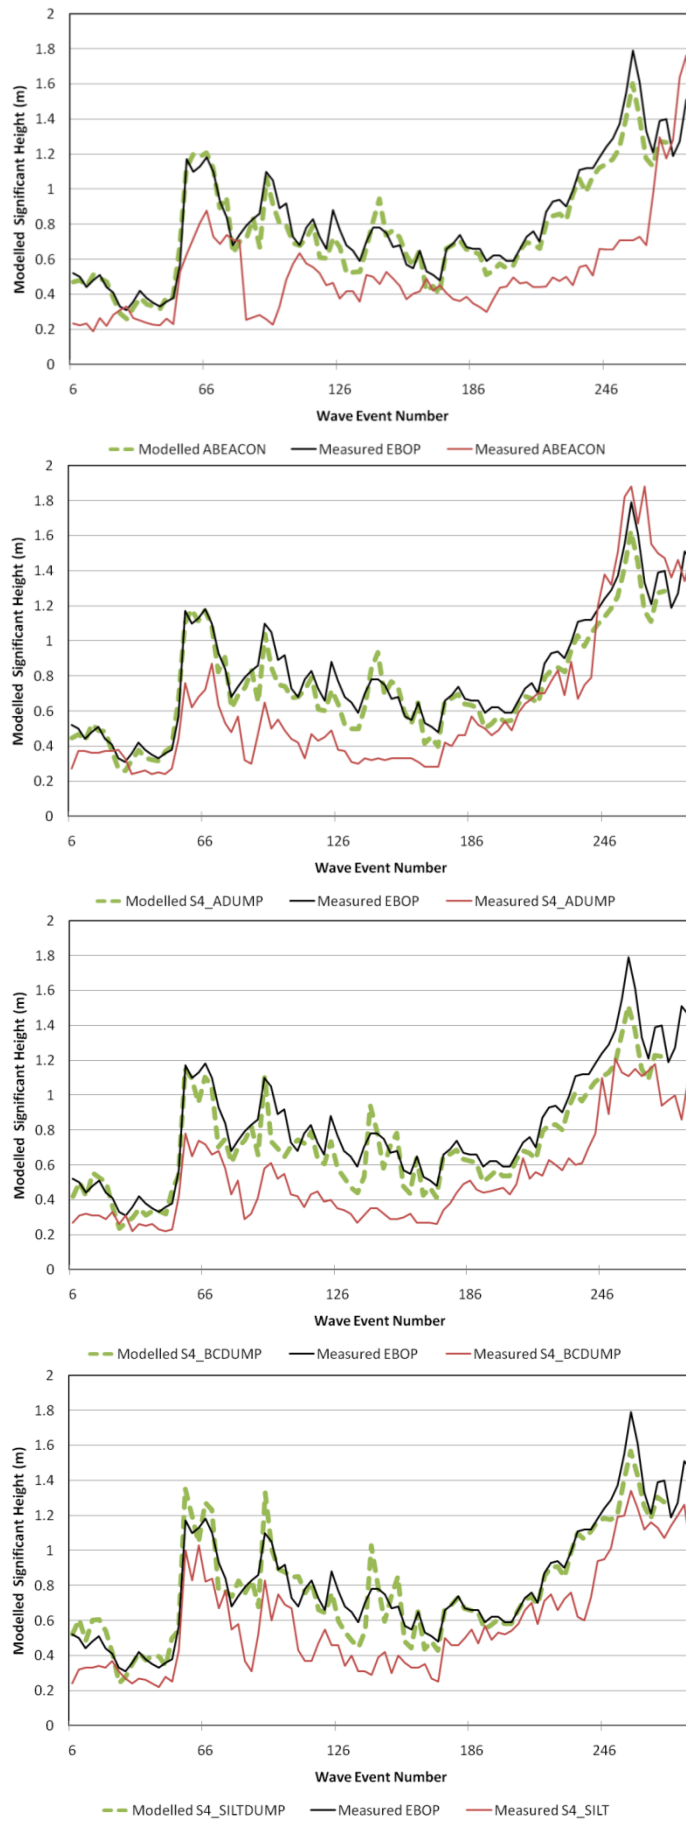 2
1.8
1.6
1.4
1.2
1
0.8
0.6
0.4
0.2
0
Modelled Significant Height (m)
6 66 126 186 246
Wave Event Number
Modelled ABEACON Measured EBOP Measured ABEACON
2
1.8
1.6
1.4
1.2
1
0.8
0.6
0.4
0.2
0
Modelled Significant Height (m)
6 66 126 186 246
Wave Event Number
Modelled S4_ADUMP Measured EBOP Measured S4_ADUMP
2
1.8
1.6
1.4
1.2
1
0.8
0.6
0.4
0.2
0
Modelled Significant Height (m)
6 66 126 186 246
Wave Event Number
Modelled S4_BCDUMP Measured EBOP Measured S4_BCDUMP
2
1.8
1.6
1.4
1.2
1
0.8
0.6
0.4
0.2
0
Modelled Significant Height (m)
6 66 126 186 246
Wave Event Number
Modelled S4_SILTDUMP Measured EBOP Measured S4_SILT